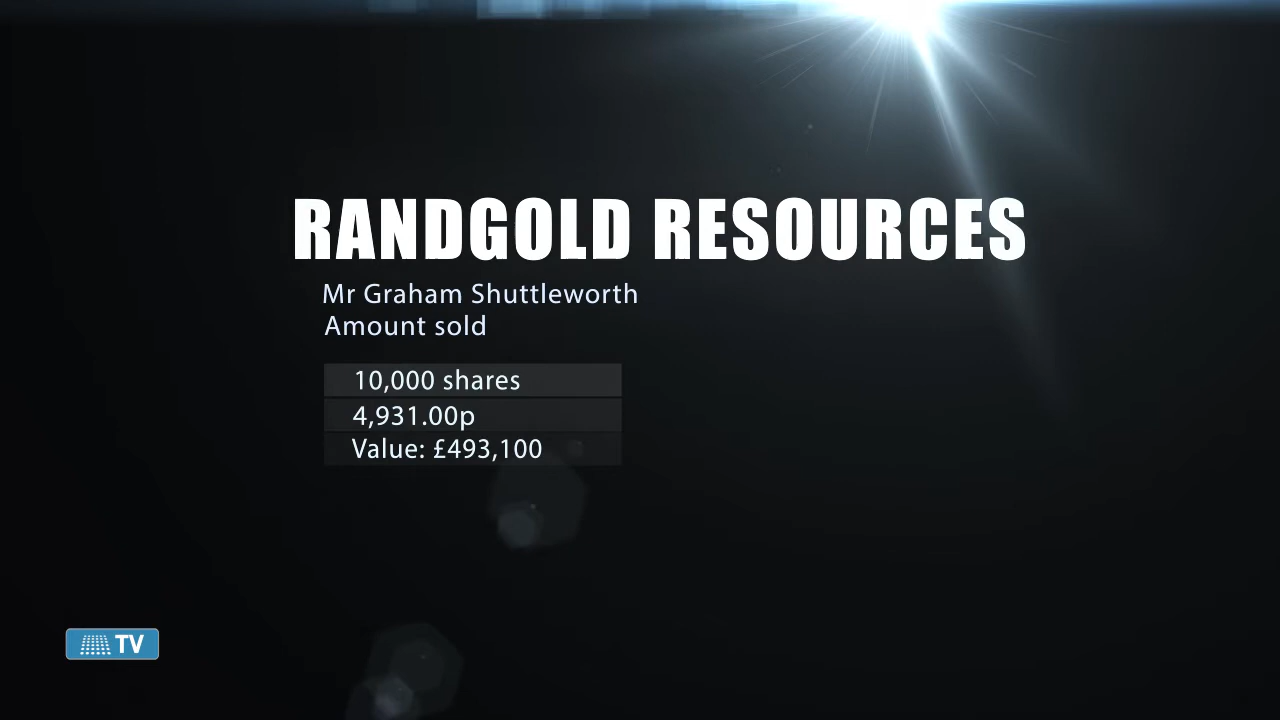 RANDGOLD RESOURCES
Mr Graham Shuttleworth
Amount sold
10,000 shares
4,931.00p
Value: £493,100
TV